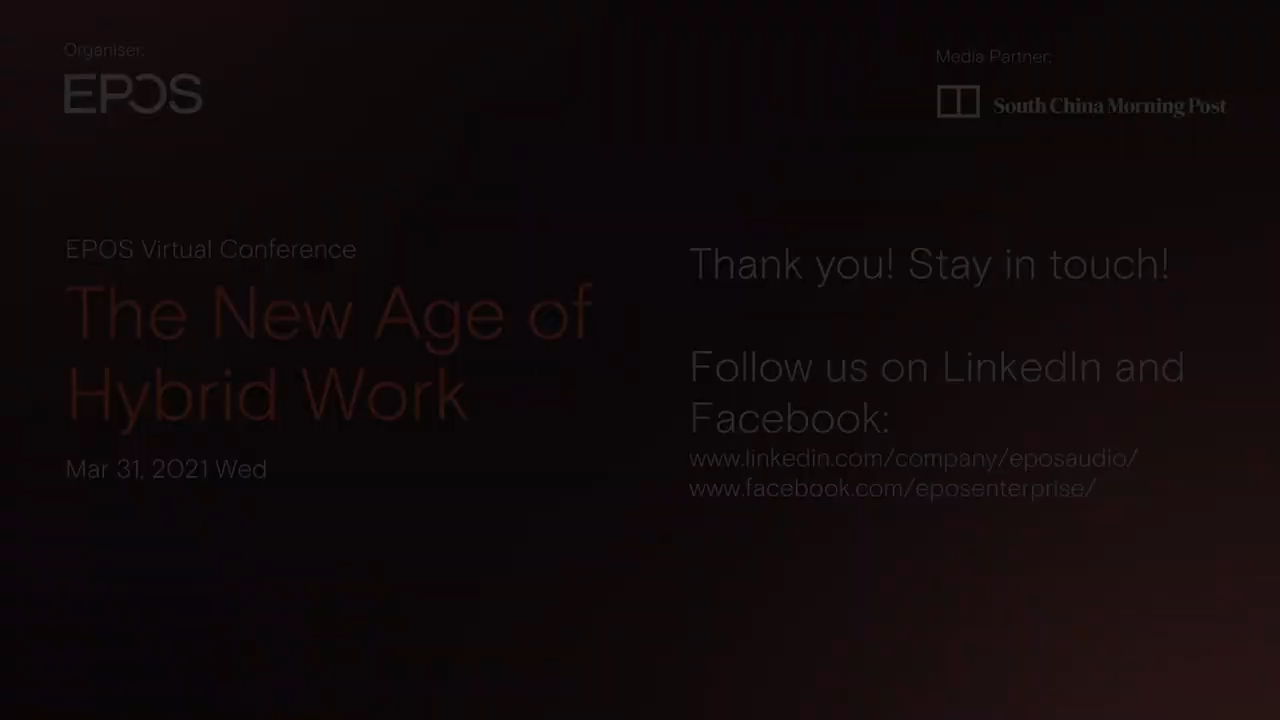 Organiser:
EPOS
Media Partner:
South China Morning Post
EPOS Virtual Conference
The New Age of
Hybrid Work
Mar 31, 2021 Wed
Thank you! Stay in touch!
Follow us on LinkedIn and
Facebook:
www.linkedin.com/company/eposaudio/
www.facebook.com/eposenterprise/